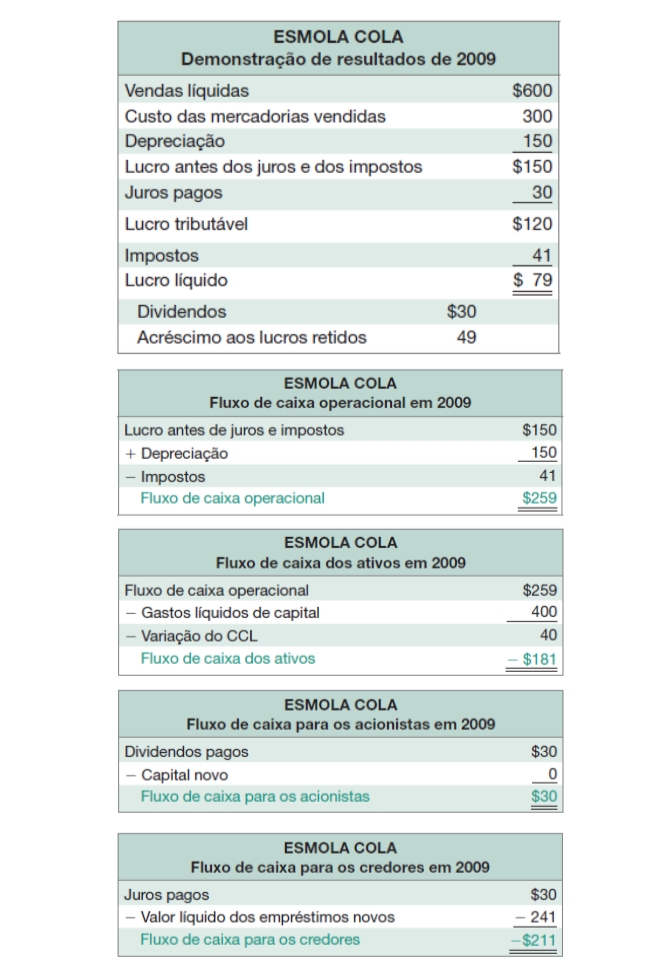 ESMOLA COLA
Demonstração de resultados de 2009
Vendas líquidas $600
Custo das mercadorias vendidas 300
Depreciação 150
Lucro antes dos juros e dos impostos $150
Juros pagos 30
Lucro tributável $120
Impostos 41
Lucro líquido $ 79
Dividendos $30
Acréscimo aos lucros retidos 49
ESMOLA COLA
Fluxo de caixa operacional em 2009
Lucro antes de juros e impostos $150
+ Depreciação 150
− Impostos 41
Fluxo de caixa operacional $259
ESMOLA COLA
Fluxo de caixa dos ativos em 2009
Fluxo de caixa operacional $259
− Gastos líquidos de capital 400
− Variação do CCL 40
Fluxo de caixa dos ativos − $181
ESMOLA COLA
Fluxo de caixa para os acionistas em 2009
Dividendos pagos $30
− Capital novo 0
Fluxo de caixa para os acionistas $30
ESMOLA COLA
Fluxo de caixa para os credores em 2009
Juros pagos $30
− Valor líquido dos empréstimos novos − 241
Fluxo de caixa para os credores −$211